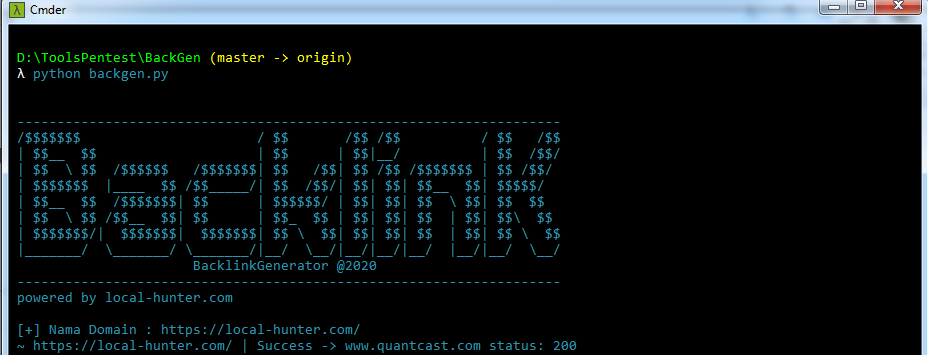 Cmder
D:\ToolsPentest\BackGen (master -> origin)
λ python backgen.py
---------------------------------------------------------------------
/$$$$$$$                      / $$       /$$ /$$          / $$   /$$
| $$__  $$                    | $$      | $$|__/          | $$  /$$/
| $$  \ $$  /$$$$$$   /$$$$$$$| $$   /$$| $$ /$$ /$$$$$$$ | $$ /$$/
| $$$$$$$  |____  $$ /$$_____/| $$  /$$/| $$| $$| $$__  $$| $$$$$/
| $$__  $$  /$$$$$$$| $$      | $$$$$$/ | $$| $$| $$  \ $$| $$  $$
| $$  \ $$ /$$__  $$| $$      | $$_  $$ | $$| $$| $$  | $$| $$\  $$
| $$$$$$$/|  $$$$$$$|  $$$$$$$| $$ \  $$| $$| $$| $$  | $$| $$ \  $$
|_______/  \_______/ \_______/|__/  \__/|__/|__/|__/  |__/|__/  \__/
BacklinkGenerator @2020
---------------------------------------------------------------------
powered by local-hunter.com
[+] Nama Domain : https://local-hunter.com/
~ https://local-hunter.com/ | Success -> www.quantcast.com status: 200